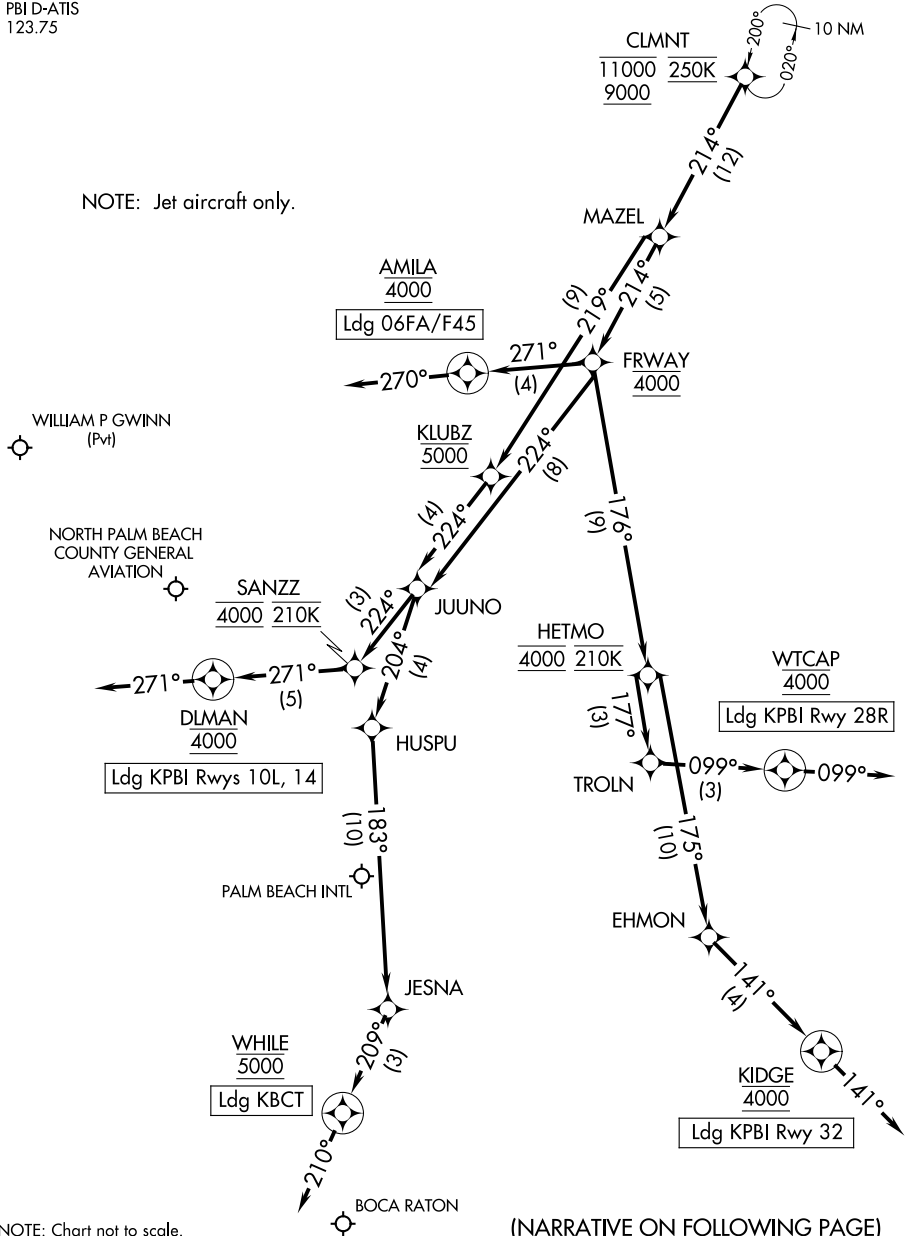 PBI D-ATIS
123.75
200°
020°
10 NM
CLMNT
11000 250K
9000
214°
(12)
NOTE: Jet aircraft only.
MAZEL
(9)
219°
214°
(5)
AMILA
4000
Ldg 06FA/F45
271°
(4)
270°
FRWAY
4000
WILLIAM P GWINN
(Pvt)
KLUBZ
5000
224°
(8)
(4)
224°
176°
(9)
NORTH PALM BEACH
COUNTY GENERAL
AVIATION
SANZZ
4000 210K
(3)
224°
JUUNO
204°
(4)
HETMO
4000 210K
177°
(3)
WTCAP
4000
Ldg KPBI Rwy 28R
271°
271°
(5)
DLMAN
4000
Ldg KPBI Rwys 10L, 14
HUSPU
TROLN
099°
(3)
099°
183°
(10)
175°
(10)
PALM BEACH INTL
EHMON
141°
(4)
JESNA
209°
(3)
WHILE
5000
Ldg KBCT
KIDGE
4000
Ldg KPBI Rwy 32
141°
210°
BOCA RATON
NOTE: Chart not to scale.
(NARRATIVE ON FOLLOWING PAGE)